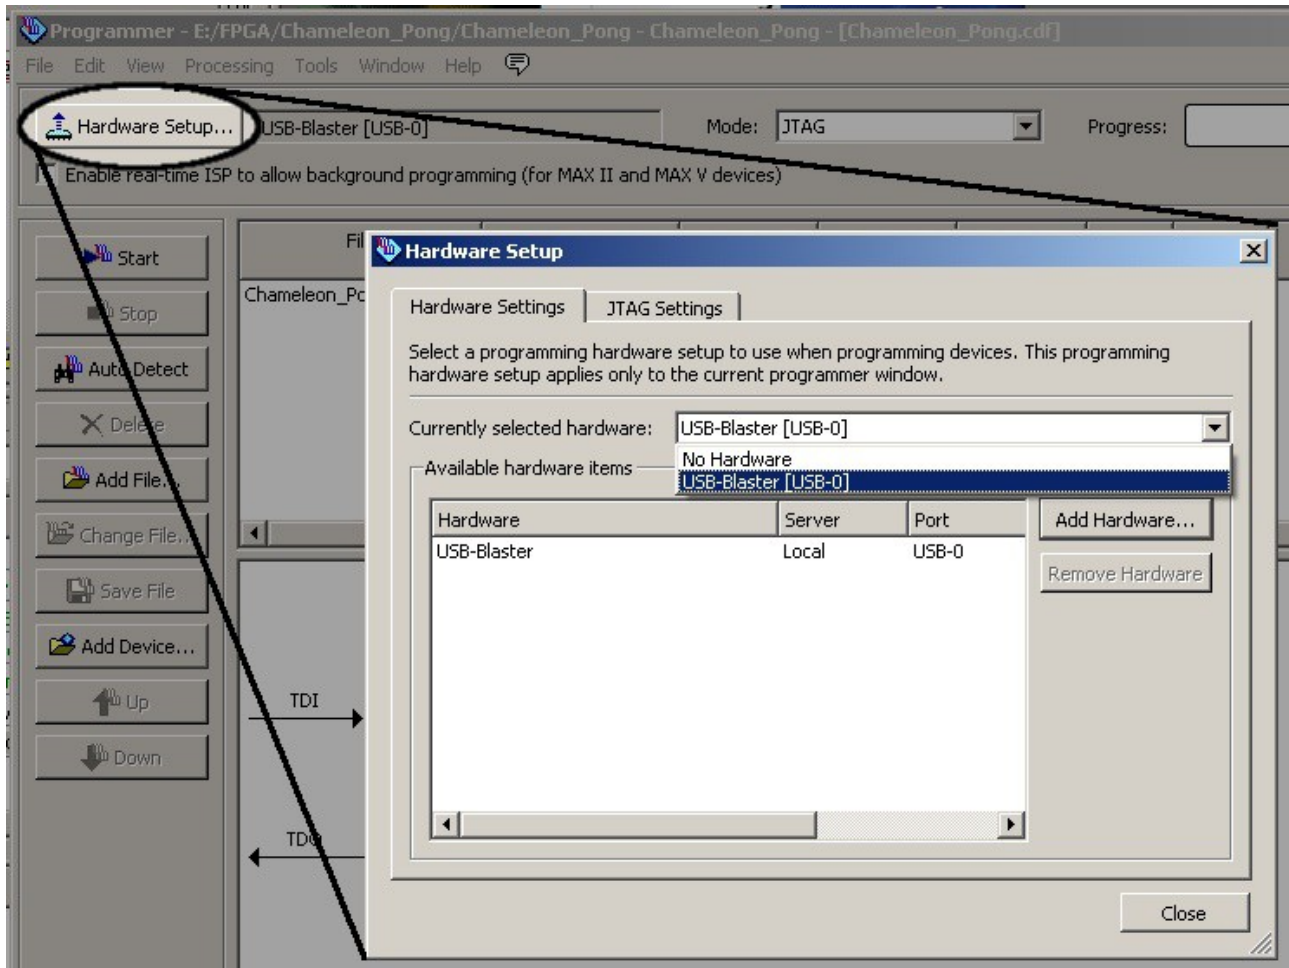 Programmer - E:/FPGA/Chameleon_Pong/Chameleon_Pong - Chameleon_Pong - [Chameleon_Pong.cdf]
File Edit View Processing Tools Window Help
Hardware Setup... USB-Blaster [USB-0] Mode: JTAG Progress:
Enable real-time ISP to allow background programming (for MAX II and MAX V devices)
Start
Stop
Auto Detect
Delete
Add File...
Change File...
Save File
Add Device...
Up
Down
Fil
Chameleon_Po
TDI
TDO
Hardware Setup
Hardware Settings JTAG Settings
Select a programming hardware setup to use when programming devices. This programming
hardware setup applies only to the current programmer window.
Currently selected hardware: USB-Blaster [USB-0]
No Hardware
USB-Blaster [USB-0]
Available hardware items
Hardware Server Port
USB-Blaster Local USB-0
Add Hardware...
Remove Hardware
Close